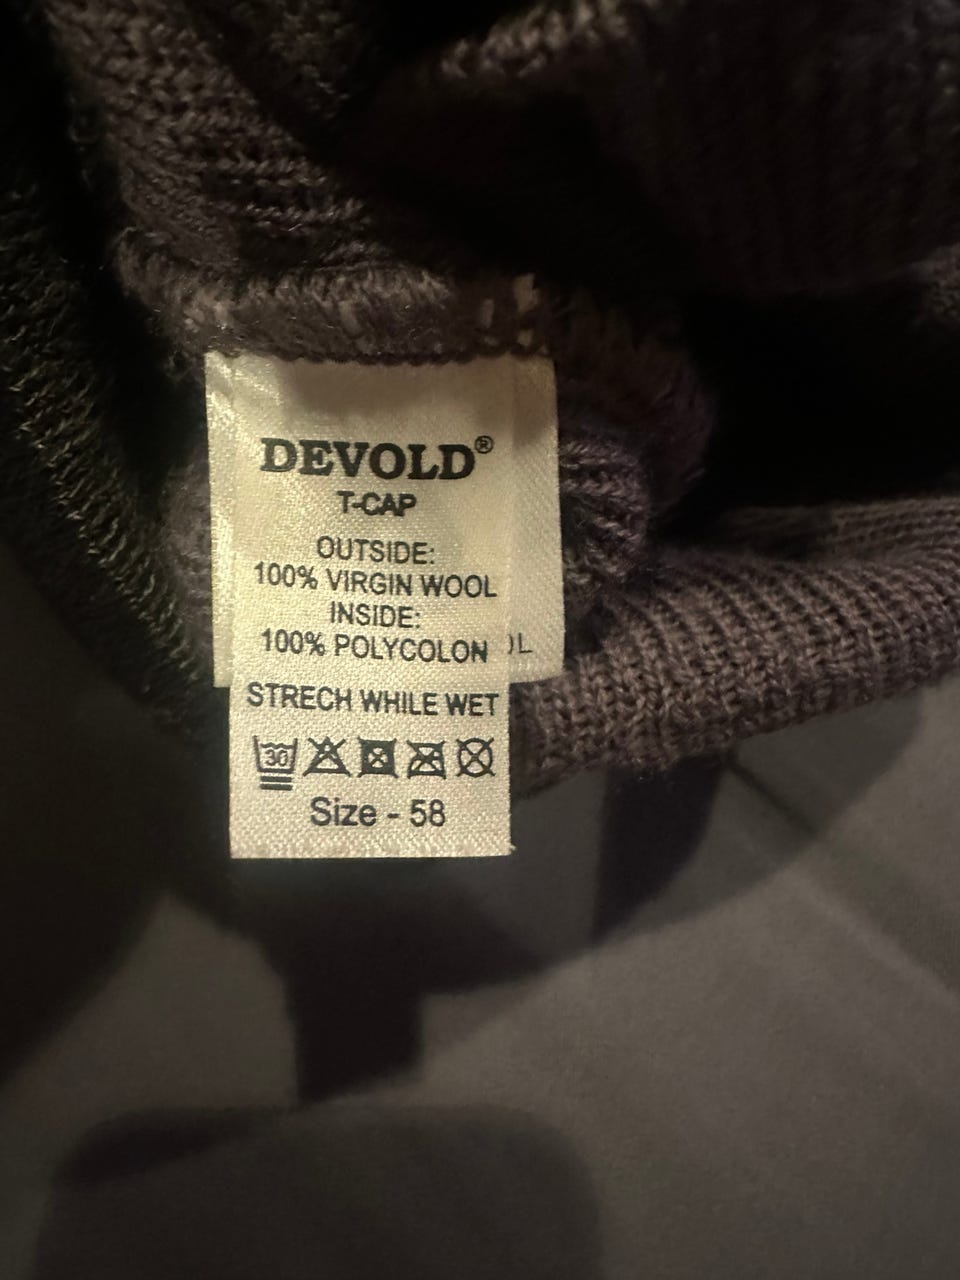 DEVOLD®
T-CAP
OUTSIDE:
100% VIRGIN WOOL
INSIDE:
100% POLYCOLON
STRECH WHILE WET
30
Size - 58